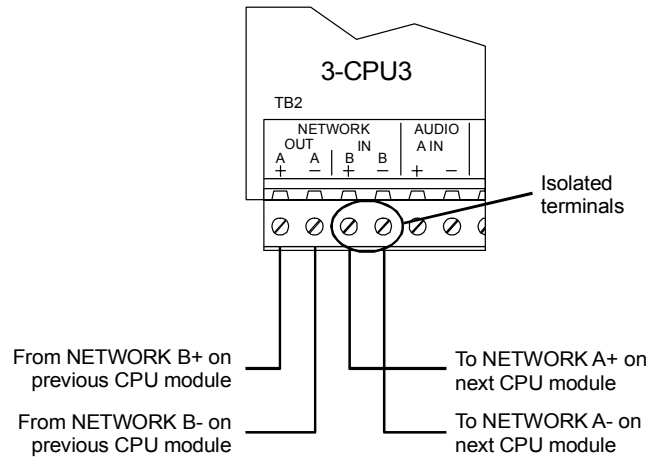 3-CPU3
TB2
NETWORK AUDIO
OUT IN A IN
A A B B
+ − + − + −
Isolated
terminals
From NETWORK B+ on
previous CPU module
To NETWORK A+ on
next CPU module
From NETWORK B- on
previous CPU module
To NETWORK A- on
next CPU module